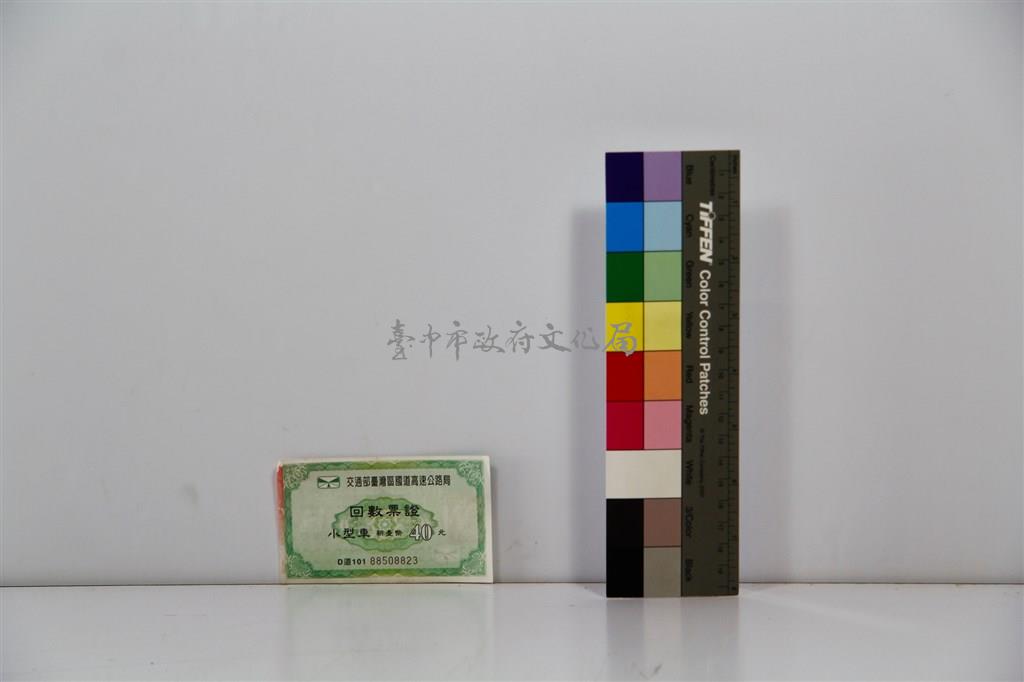 臺中市政府文化局
交通部臺灣區國道高速公路局
回數票證
小型車 新臺幣 40 元
D道101 88508823
Centimetres
TIFFEN Color Control Patches
Blue
Cyan
Green
Yellow
Red
Magenta
White
3/Color
Black